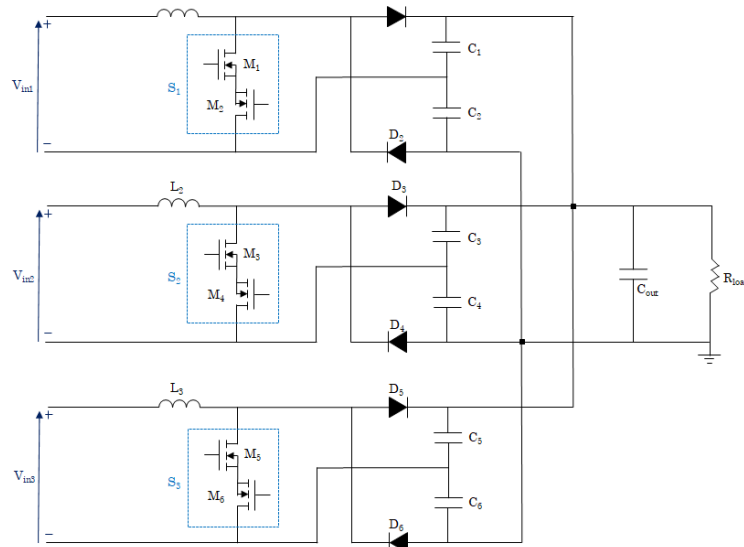 +
C1
M1
Vin1
S1
M2
C2
D2
−
L2
D3
+
C3
M3
Vin2
S2
M4
C4
Cout
Rloa
D4
−
L3
D5
+
C5
M5
Vin3
S3
M6
C6
D6
−